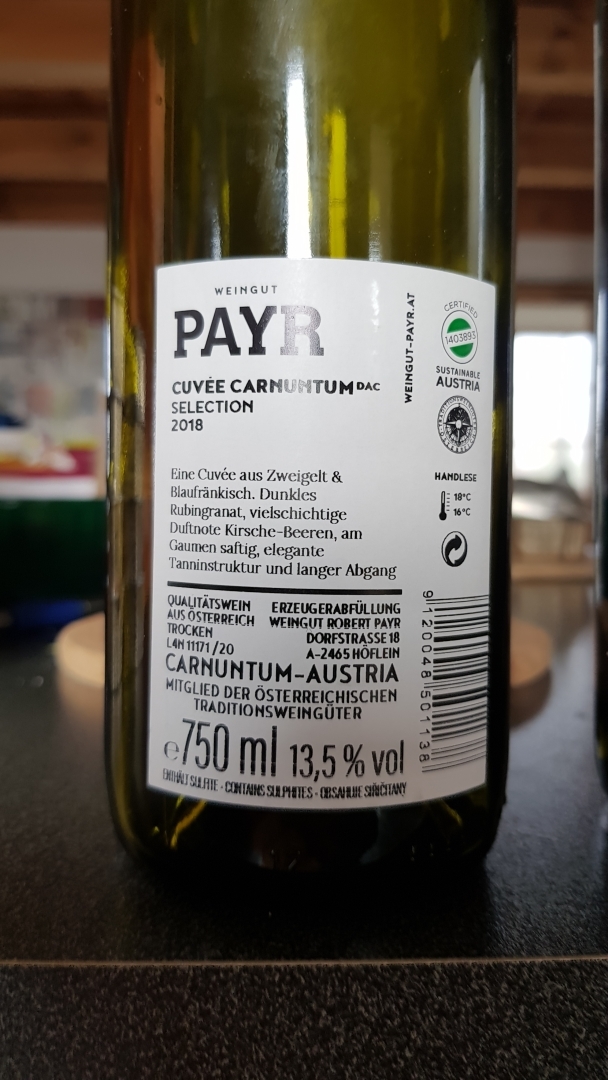 WEINGUT
PAYR
CUVÉE CARNUNTUM DAC
SELECTION
2018
Eine Cuvée aus Zweigelt &
Blaufränkisch. Dunkles
Rubingranat, vielschichtige
Duftnote Kirsche-Beeren, am
Gaumen saftig, elegante
Tanninstruktur und langer Abgang
QUALITÄTSWEIN
AUS ÖSTERREICH
TROCKEN
L4N 11171/20
ERZEUGERABFÜLLUNG
WEINGUT ROBERT PAYR
DORFSTRASSE 18
A-2465 HÖFLEIN
CARNUNTUM-AUSTRIA
MITGLIED DER ÖSTERREICHISCHEN
TRADITIONSWEINGÜTER
e 750 ml 13,5 % vol
ENTHÄLT SULFITE - CONTAINS SULPHITES - OBSAHUJE SIŘIČITANY
WEINGUT-PAYR.AT
CERTIFIED
1403893
SUSTAINABLE
AUSTRIA
HANDLESE
18°C
16°C
9 120048 501138